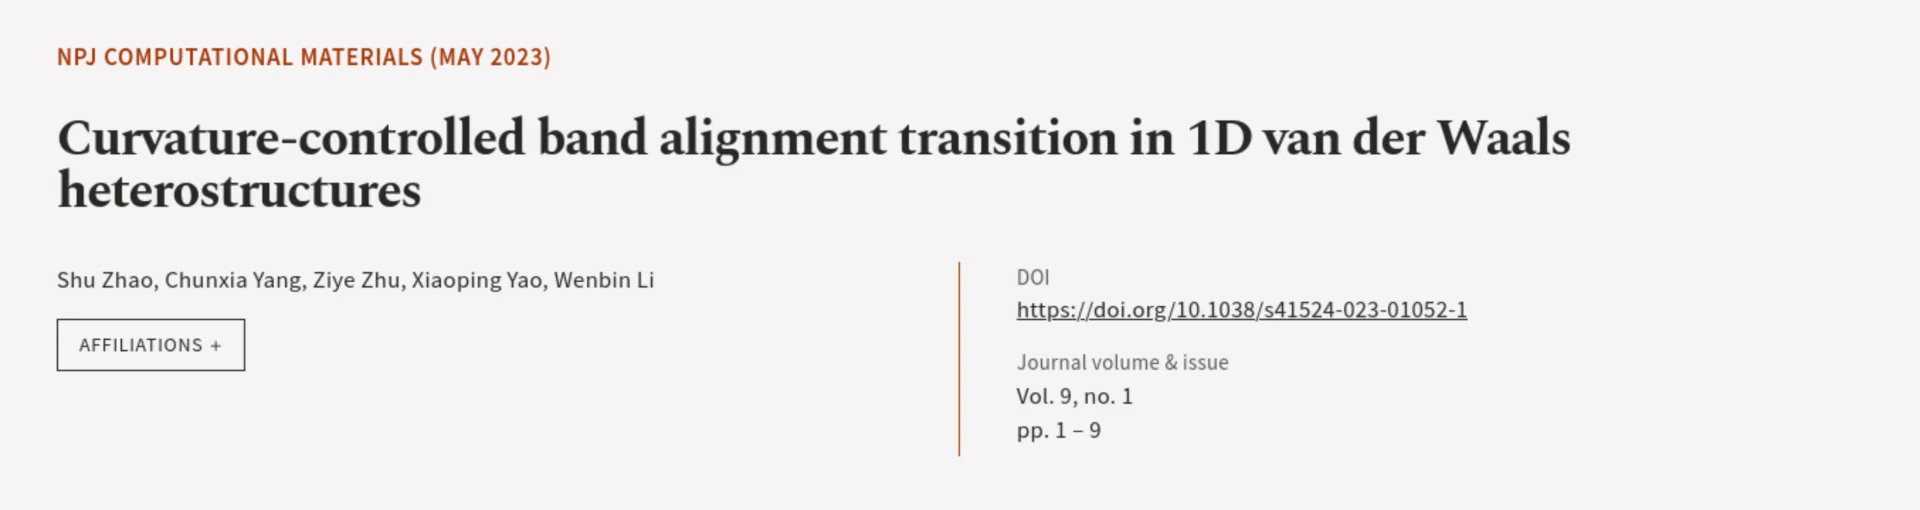 NPJ COMPUTATIONAL MATERIALS (MAY 2023)
Curvature-controlled band alignment transition in 1D van der Waals
heterostructures
Shu Zhao, Chunxia Yang, Ziye Zhu, Xiaoping Yao, Wenbin Li
AFFILIATIONS +
DOI
https://doi.org/10.1038/s41524-023-01052-1
Journal volume & issue
Vol. 9, no. 1
pp. 1 – 9